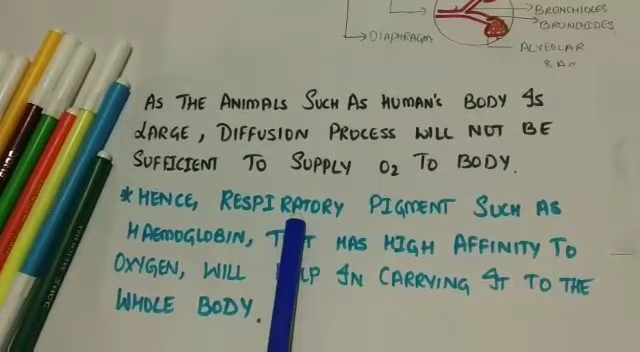 BRONCHIOLES
BRONCHIDES
DIAPHRAGM
ALVEOLAR
AS THE ANIMALS SUCH AS HUMAN'S BODY IS
LARGE, DIFFUSION PROCESS WILL NOT BE
SUFFICIENT TO SUPPLY O2 TO BODY.
*HENCE, RESPIRATORY PIGMENT SUCH AS
HAEMOGLOBIN, HAS HIGH AFFINITY TO
OXYGEN, WILL IN CARRYING IT TO THE
WHOLE BODY.